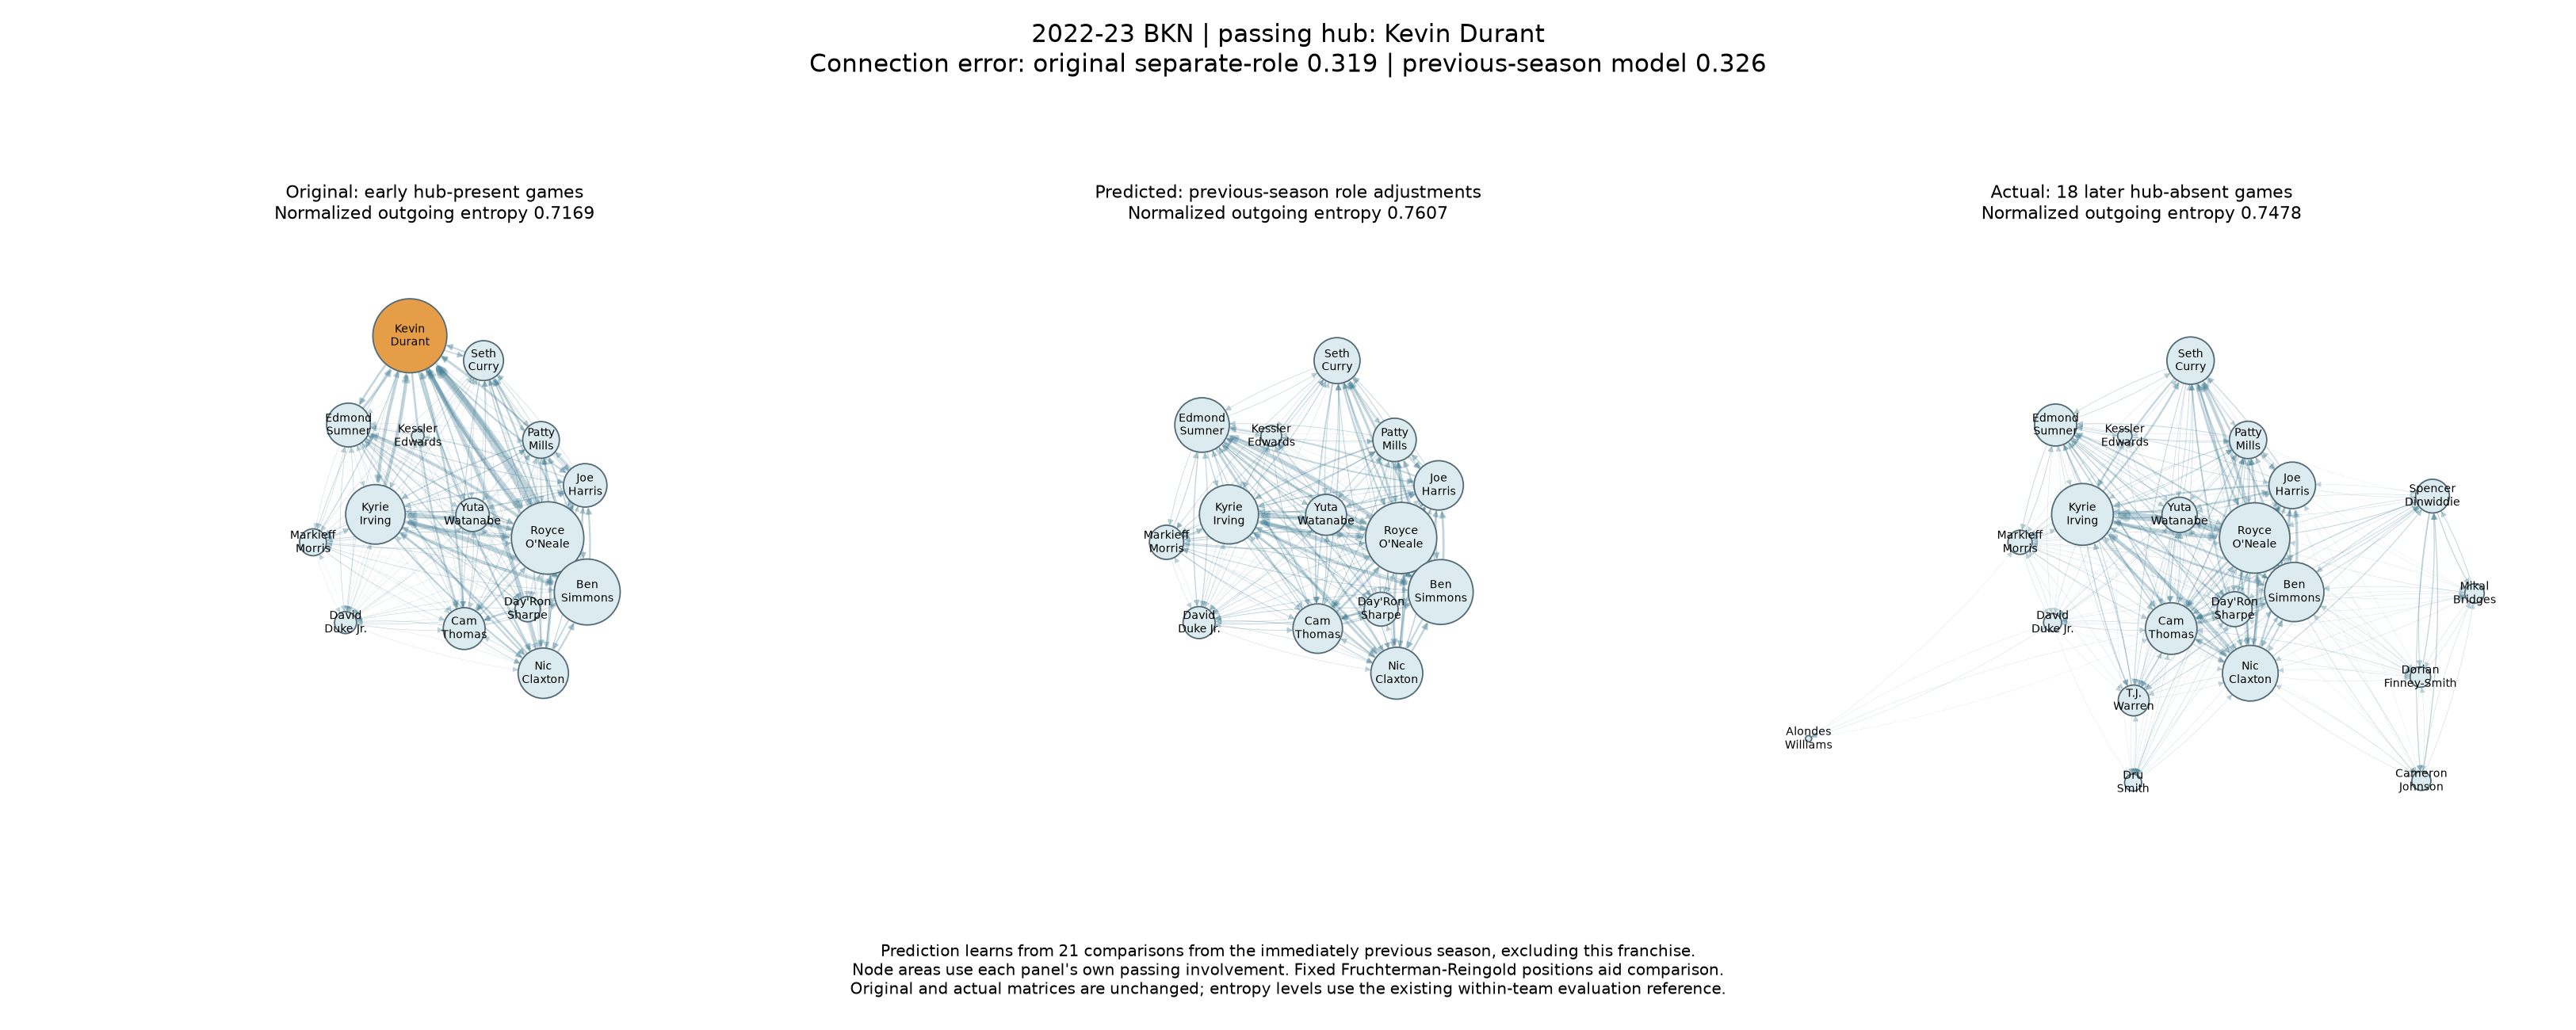 2022-23 BKN | passing hub: Kevin Durant
Connection error: original separate-role 0.319 | previous-season model 0.326
Original: early hub-present games
Normalized outgoing entropy 0.7169
Kevin
Durant
Seth
Curry
Edmond
Sumner
Kessler
Edwards
Patty
Mills
Joe
Harris
Kyrie
Irving
Yuta
Watanabe
Royce
O'Neale
Markieff
Morris
Ben
Simmons
Day'Ron
Sharpe
David
Duke Jr.
Cam
Thomas
Nic
Claxton
Predicted: previous-season role adjustments
Normalized outgoing entropy 0.7607
Seth
Curry
Edmond
Sumner
Kessler
Edwards
Patty
Mills
Joe
Harris
Kyrie
Irving
Yuta
Watanabe
Royce
O'Neale
Markieff
Morris
Ben
Simmons
Day'Ron
Sharpe
David
Duke Jr.
Cam
Thomas
Nic
Claxton
Actual: 18 later hub-absent games
Normalized outgoing entropy 0.7478
Seth
Curry
Edmond
Sumner
Kessler
Edwards
Patty
Mills
Joe
Harris
Spencer
Dinwiddie
Kyrie
Irving
Yuta
Watanabe
Royce
O'Neale
Markieff
Morris
Ben
Simmons
Mikal
Bridges
Day'Ron
Sharpe
David
Duke Jr.
Cam
Thomas
Nic
Claxton
Dorian
Finney-Smith
T.J.
Warren
Alondes
Williams
Dru
Smith
Cameron
Johnson
Prediction learns from 21 comparisons from the immediately previous season, excluding this franchise.
Node areas use each panel's own passing involvement. Fixed Fruchterman-Reingold positions aid comparison.
Original and actual matrices are unchanged; entropy levels use the existing within-team evaluation reference.